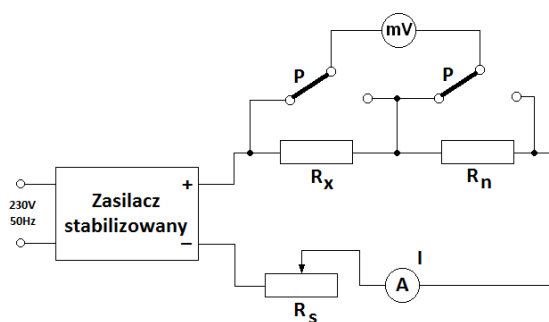 mV
P
P
Rx
Rn
230V
50Hz
Zasilacz
stabilizowany
+
−
I
A
Rs